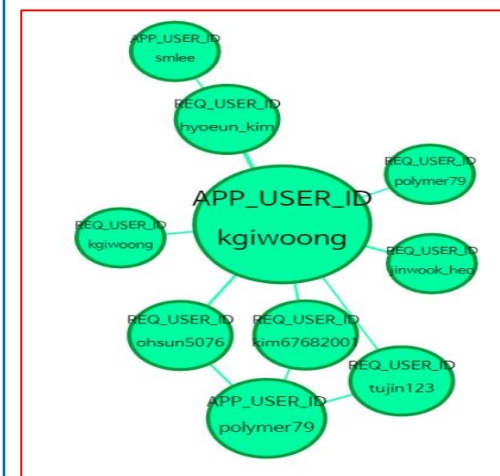 APP_USER_ID
smlee
REQ_USER_ID
hyoeun_kim
REQ_USER_ID
polymer79
APP_USER_ID
kgiwoong
REQ_USER_ID
kgiwoong
REQ_USER_ID
jinwook_heo
REQ_USER_ID
ohsun5076
REQ_USER_ID
kim67682001
REQ_USER_ID
tujin123
APP_USER_ID
polymer79